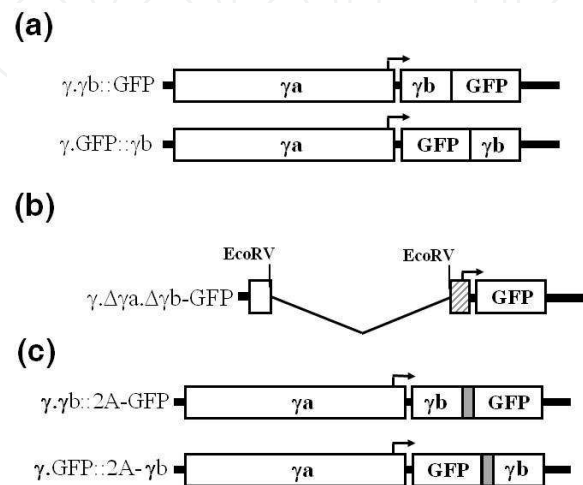 (a)
γ.γb::GFP γa γb GFP
γ.GFP::γb γa GFP γb
(b)
EcoRV EcoRV
γ.Δγa.Δγb-GFP GFP
(c)
γ.γb::2A-GFP γa γb GFP
γ.GFP::2A-γb γa GFP γb